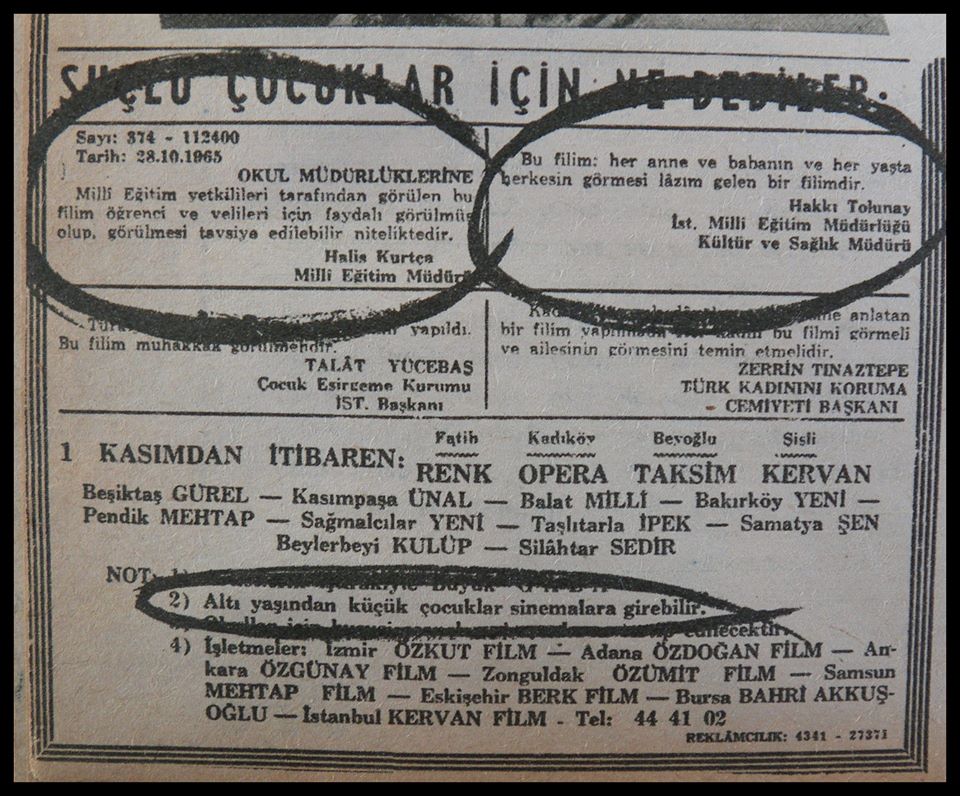 SUÇLU ÇOCUKLAR İÇİN NE DEDİLER:
Sayı: 374 - 112400
Tarih: 28.10.1965
OKUL MÜDÜRLÜKLERİNE
Milli Eğitim yetkilileri tarafından görülen bu
filim öğrenci ve velileri için faydalı görülmüş
olup, görülmesi tavsiye edilebilir niteliktedir.
Halis Kurtça
Milli Eğitim Müdürü
Bu filim: her anne ve babanın ve her yaşta
herkesin görmesi lâzım gelen bir filimdir.
Hakkı Tolunay
İst. Milli Eğitim Müdürlüğü
Kültür ve Sağlık Müdürü
yapıldı.
Bu filim muhakkak görülmelidir.
TALÂT YÜCEBAŞ
Çocuk Esirgeme Kurumu
İST. Başkanı
anlatan
bir filim bu filmi görmeli
ve ailesinin görmesini temin etmelidir.
ZERRİN TINAZTEPE
TÜRK KADININI KORUMA
CEMİYETİ BAŞKANI
1 KASIMDAN İTİBAREN:
Fatih Kadıköy Beyoğlu Şişli
RENK OPERA TAKSİM KERVAN
Beşiktaş GÜREL — Kasımpaşa ÜNAL — Balat MİLLİ — Bakırköy YENİ —
Pendik MEHTAP — Sağmalcılar YENİ — Taşlıtarla İPEK — Samatya ŞEN
Beylerbeyi KULÜP — Silâhtar SEDİR
NOT: 1)
2) Altı yaşından küçük çocuklar sinemalara girebilir.
edilecektir.
4) İşletmeler: İzmir ÖZKUT FİLM — Adana ÖZDOĞAN FİLM — An-
kara ÖZGÜNAY FİLM — Zonguldak ÖZÜMİT FİLM — Samsun
MEHTAP FİLM — Eskişehir BERK FİLM — Bursa BAHRİ AKKUŞ-
OĞLU — İstanbul KERVAN FİLM - Tel: 44 41 02
REKLÂMCILIK: 4341 - 27371